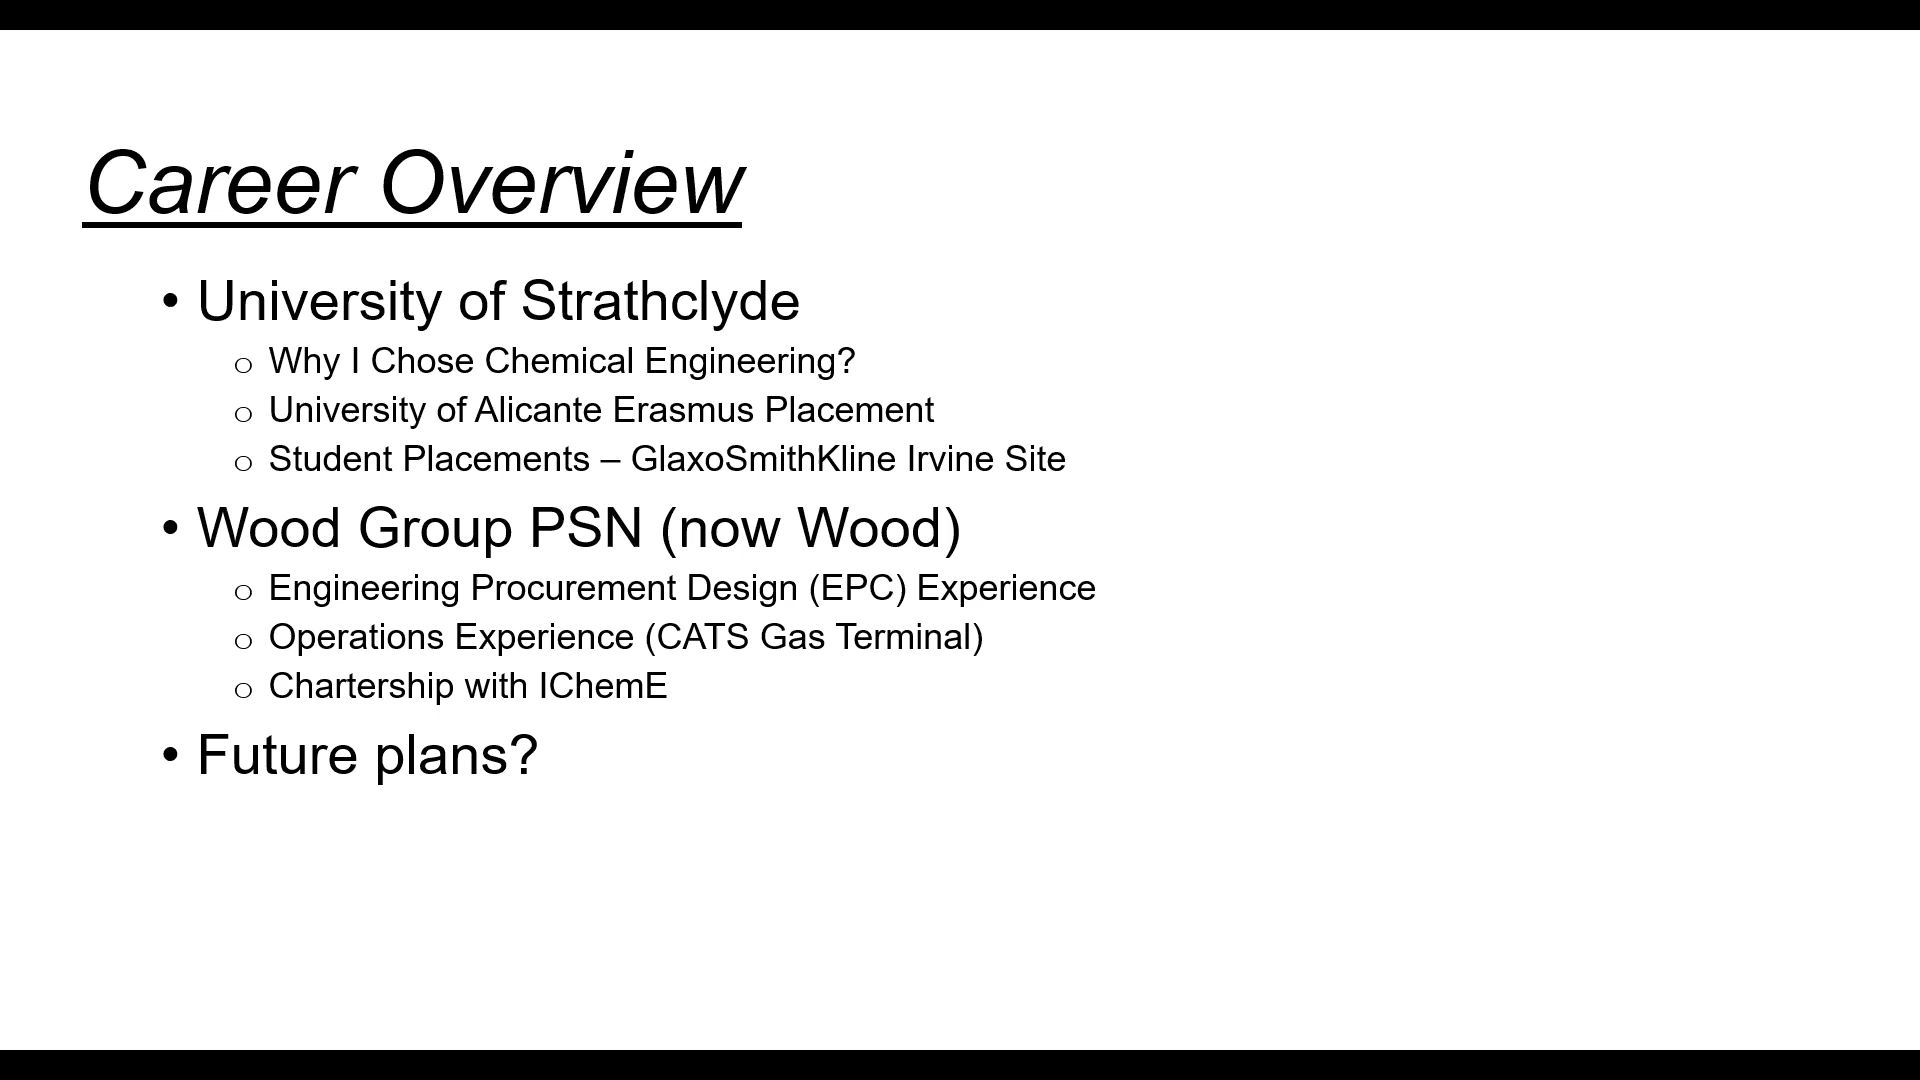 Career Overview
• University of Strathclyde
o Why I Chose Chemical Engineering?
o University of Alicante Erasmus Placement
o Student Placements – GlaxoSmithKline Irvine Site
• Wood Group PSN (now Wood)
o Engineering Procurement Design (EPC) Experience
o Operations Experience (CATS Gas Terminal)
o Chartership with IChemE
• Future plans?